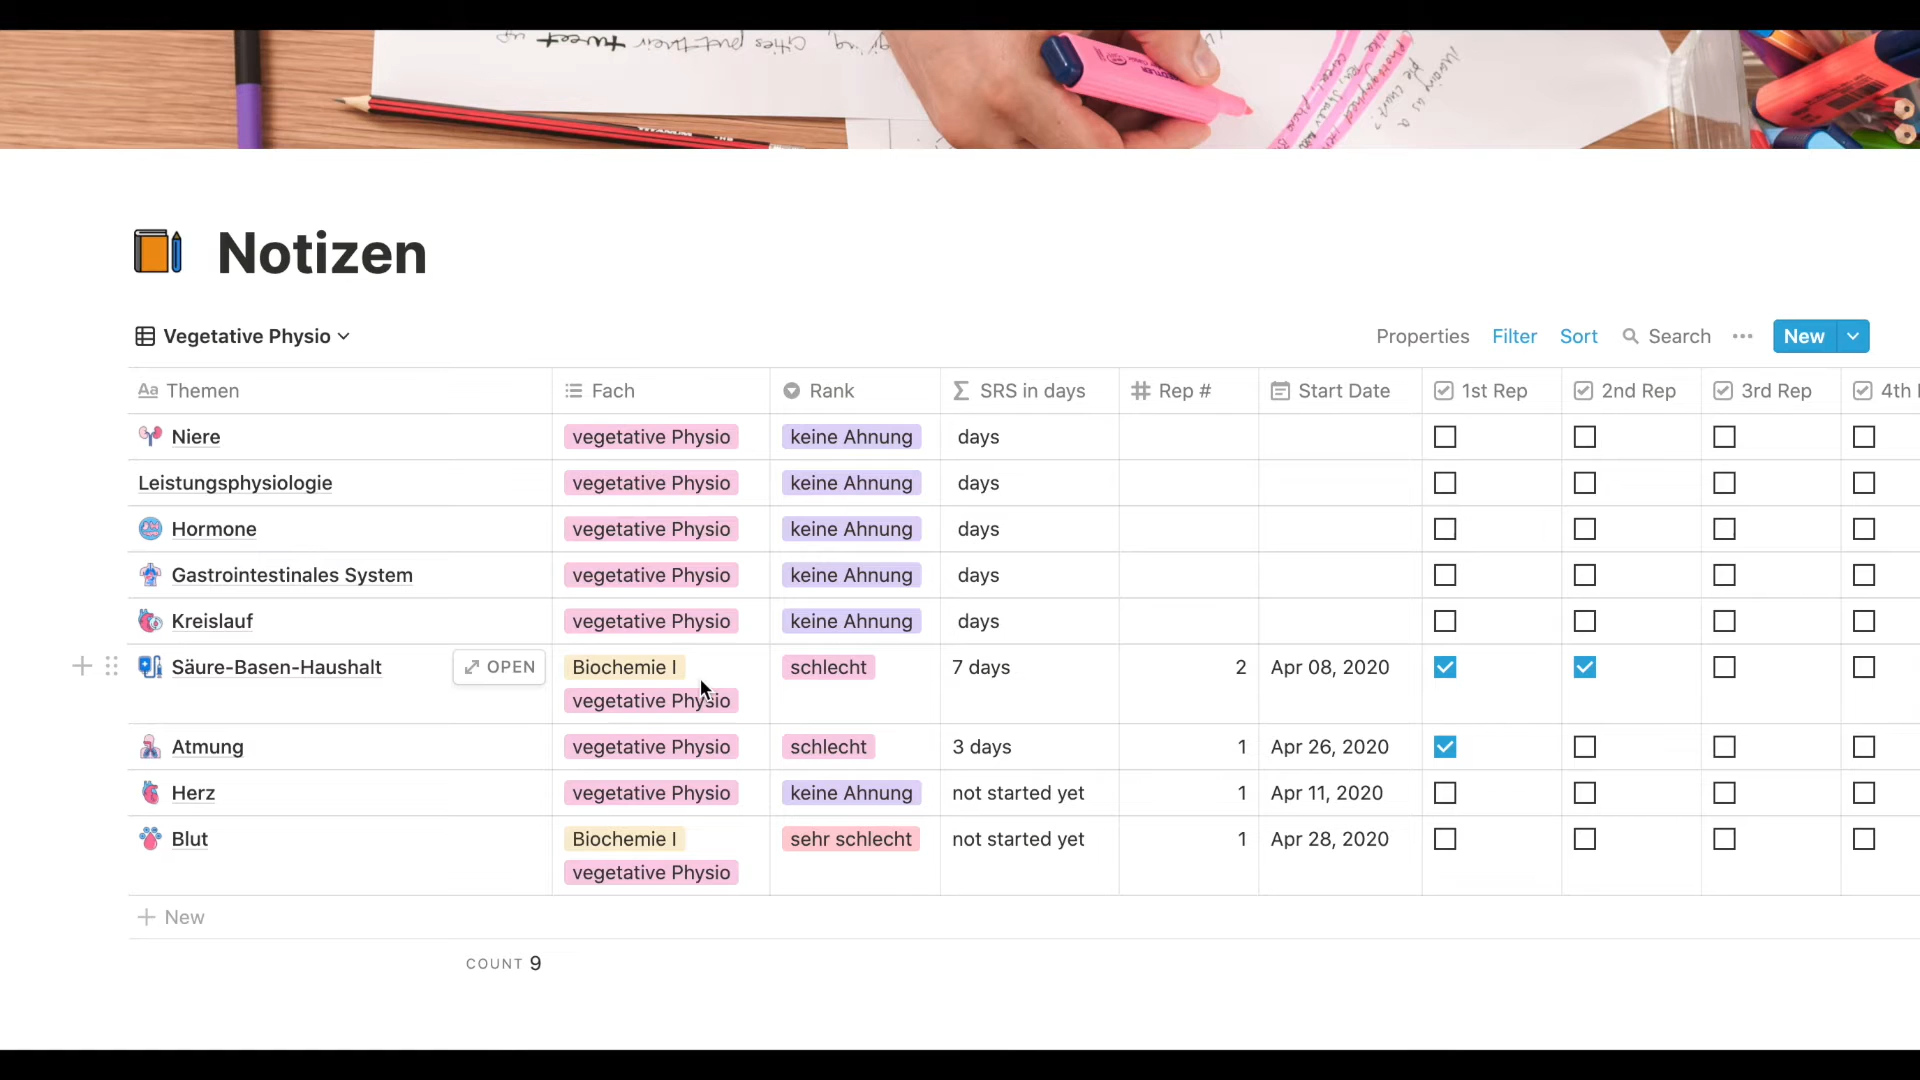 Notizen
Vegetative Physio
Properties Filter Sort Search New
Aa Themen Fach Rank SRS in days Rep # Start Date 1st Rep 2nd Rep 3rd Rep 4th
Niere vegetative Physio keine Ahnung days
Leistungsphysiologie vegetative Physio keine Ahnung days
Hormone vegetative Physio keine Ahnung days
Gastrointestinales System vegetative Physio keine Ahnung days
Kreislauf vegetative Physio keine Ahnung days
Säure-Basen-Haushalt OPEN Biochemie I schlecht 7 days 2 Apr 08, 2020
vegetative Physio
Atmung vegetative Physio schlecht 3 days 1 Apr 26, 2020
Herz vegetative Physio keine Ahnung not started yet 1 Apr 11, 2020
Blut Biochemie I sehr schlecht not started yet 1 Apr 28, 2020
vegetative Physio
New
COUNT 9